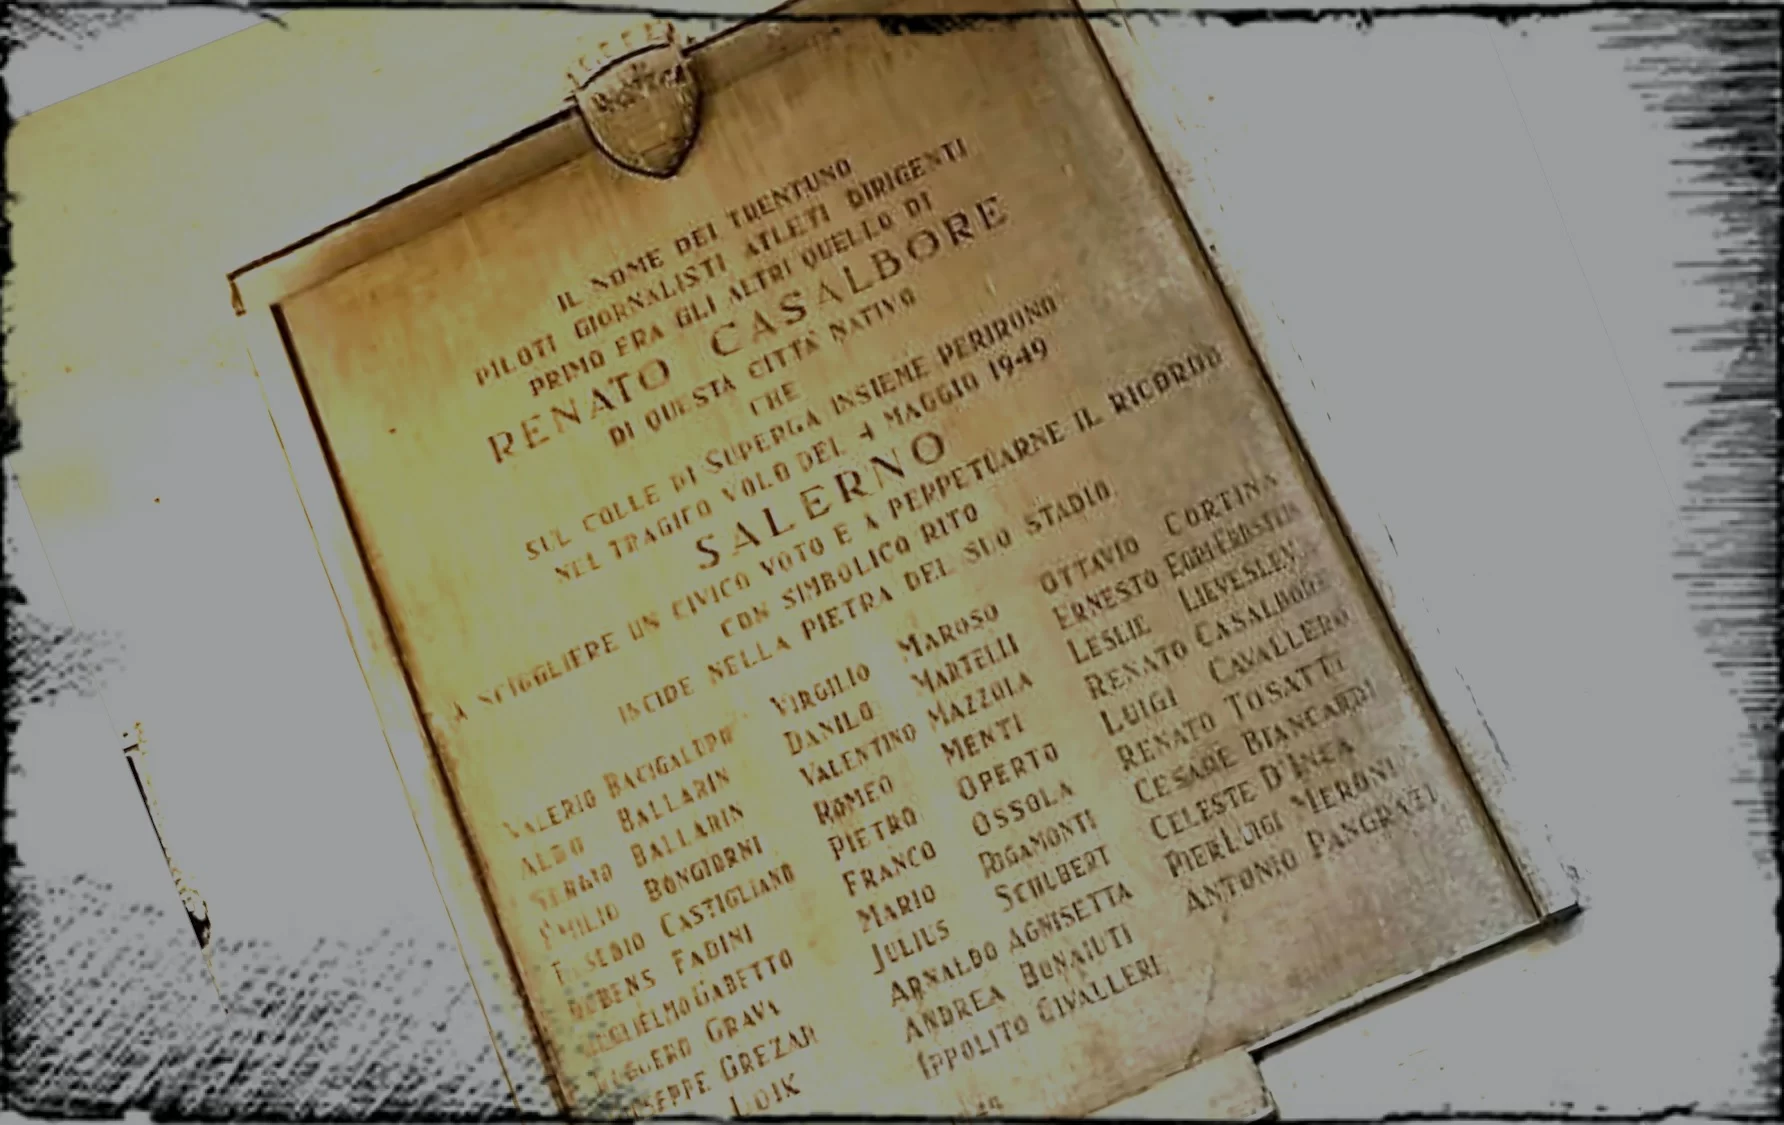 IL NOME DEI TRENTUNO
PILOTI GIORNALISTI ATLETI DIRIGENTI
PRIMO ERA GLI ALTRI QUELLO DI
RENATO CASALBORE
DI QUESTA CITTÀ NATIVO
CHE
SUL COLLE DI SUPERGA INSIEME PERIRONO
NEL TRAGICO VOLO DEL 4 MAGGIO 1949
SALERNO
A SCIOGLIERE UN CIVICO VOTO E A PERPETUARNE IL RICORDO
CON SIMBOLICO RITO
INCIDE NELLA PIETRA DEL SUO STADIO
VALERIO BACIGALUPO
ALDO BALLARIN
SERGIO BALLARIN
EMILIO BONGIORNI
EUSEBIO CASTIGLIANO
RUBENS FADINI
GUGLIELMO GABETTO
RUGGERO GRAVA
GIUSEPPE GREZAR
LOIK
VIRGILIO MAROSO
DANILO MARTELLI
VALENTINO MAZZOLA
ROMEO MENTI
PIETRO OPERTO
FRANCO OSSOLA
MARIO RIGAMONTI
JULIUS SCHUBERT
ARNALDO AGNISETTA
ANDREA BONAIUTI
IPPOLITO CIVALLERI
OTTAVIO CORTINA
ERNESTO EGRI ERBSTEIN
LESLIE LIEVESLEY
RENATO CASALBORE
LUIGI CAVALLERO
RENATO TOSATTI
CESARE BIANCARDI
CELESTE D'INEA
PIERLUIGI MERONI
ANTONIO PANGRAZI